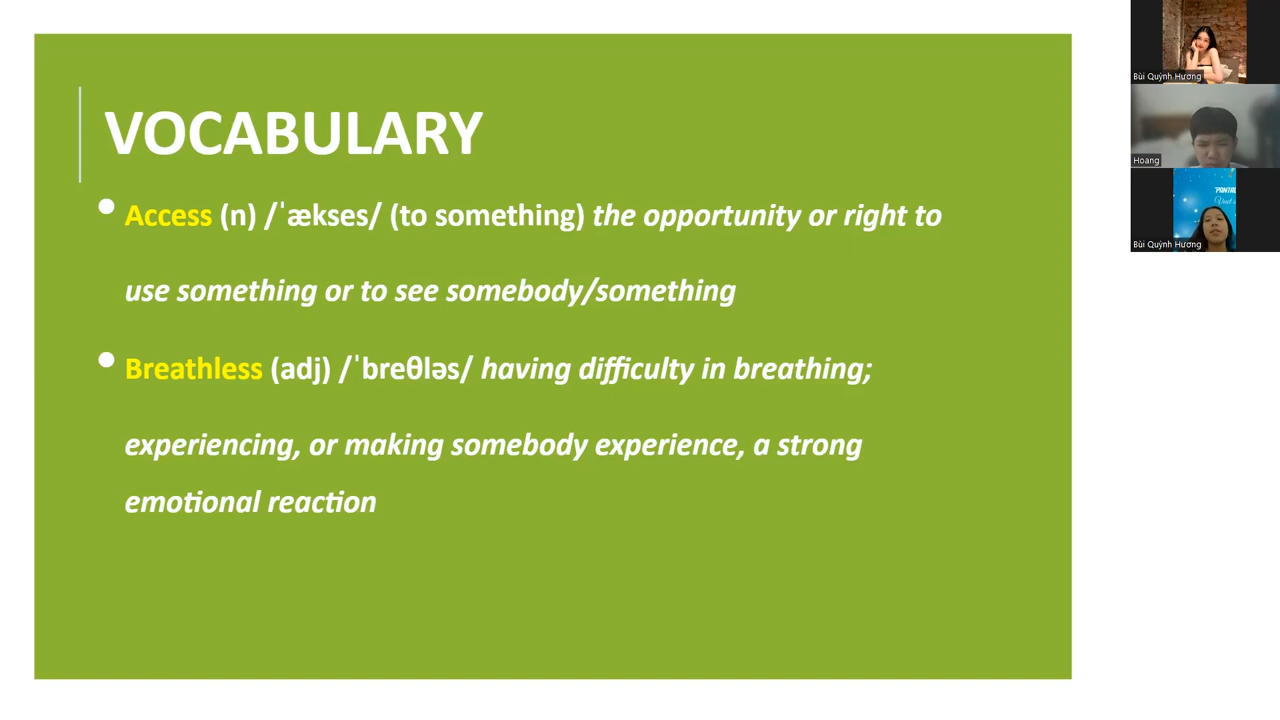 VOCABULARY
Access (n) /ˈækses/ (to something) the opportunity or right to
use something or to see somebody/something
Breathless (adj) /ˈbreθləs/ having difficulty in breathing;
experiencing, or making somebody experience, a strong
emotional reaction
Bùi Quỳnh Hương
Hoang
Bùi Quỳnh Hương